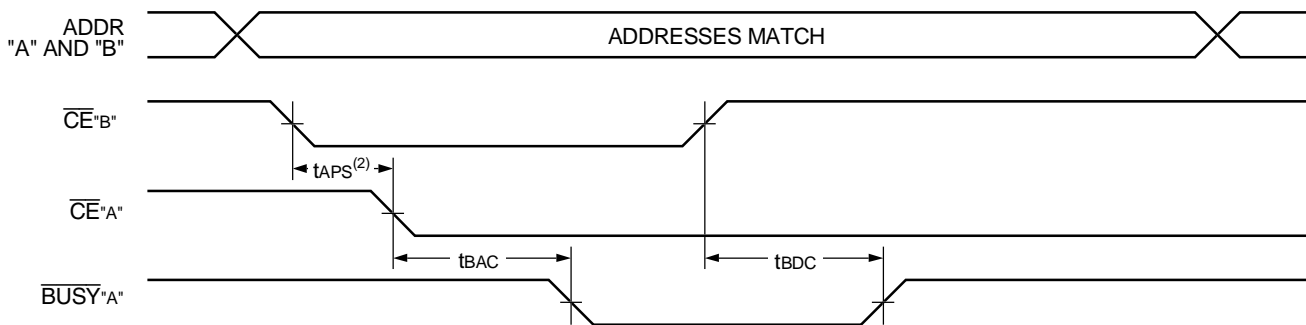 ADDR
"A" AND "B"
ADDRESSES MATCH
CE"B"
tAPS(2)
CE"A"
tBAC
tBDC
BUSY"A"